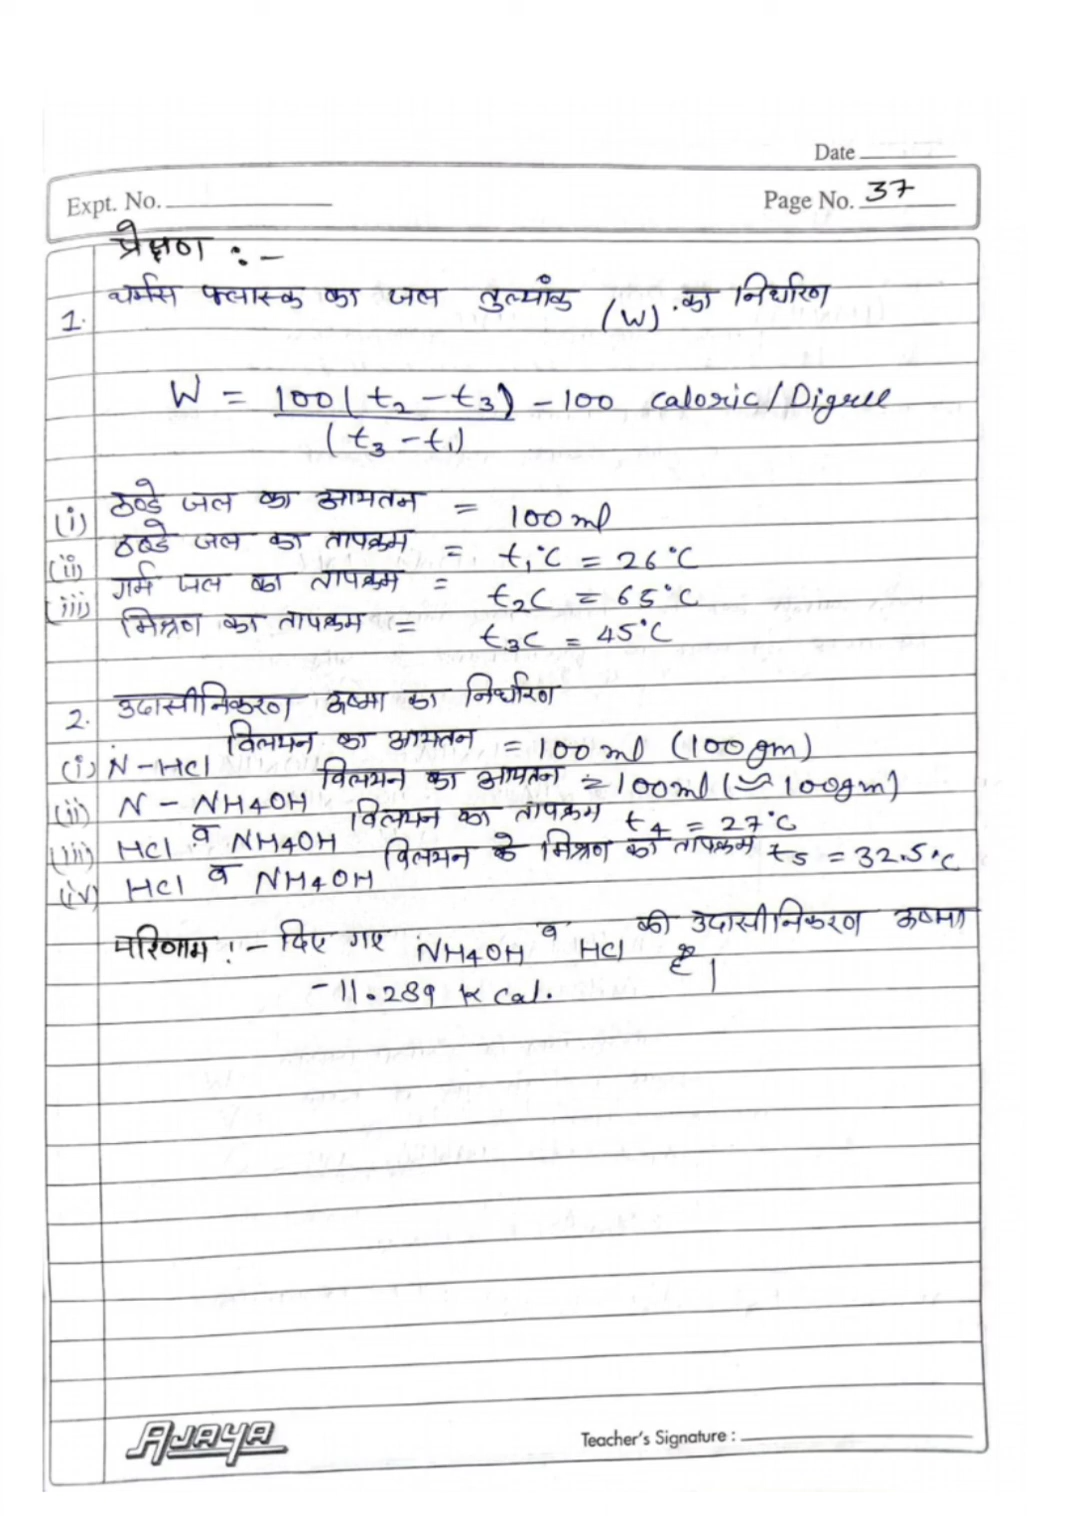 Date
Expt. No.
Page No. 37
प्रेक्षण :-
1. थर्मस फ्लास्क का जल तुल्यांक (W) का निर्धारण
W = 100(t₂ - t₃) / (t₃ - t₁) - 100 caloric/Digree
(i) ठण्डे जल का आयतन = 100 ml
(ii) ठण्डे जल का तापक्रम = t₁°C = 26°C
(iii) गर्म जल का तापक्रम = t₂C = 65°C
मिश्रण का तापक्रम = t₃C = 45°C
2. उदासीनिकरण ऊष्मा का निर्धारण
(i) N-HCl विलयन का आयतन = 100 ml (100 gm)
(ii) N - NH4OH विलयन का आयतन = 100ml (≈ 100gm)
(iii) HCl व NH4OH विलयन का तापक्रम t₄ = 27°C
(iv) HCl व NH4OH विलयन के मिश्रण का तापक्रम t₅ = 32.5°C
परिणाम :- दिए गए NH4OH व HCl की उदासीनिकरण ऊष्मा
-11.289 k cal. है।
AJAYA
Teacher's Signature :